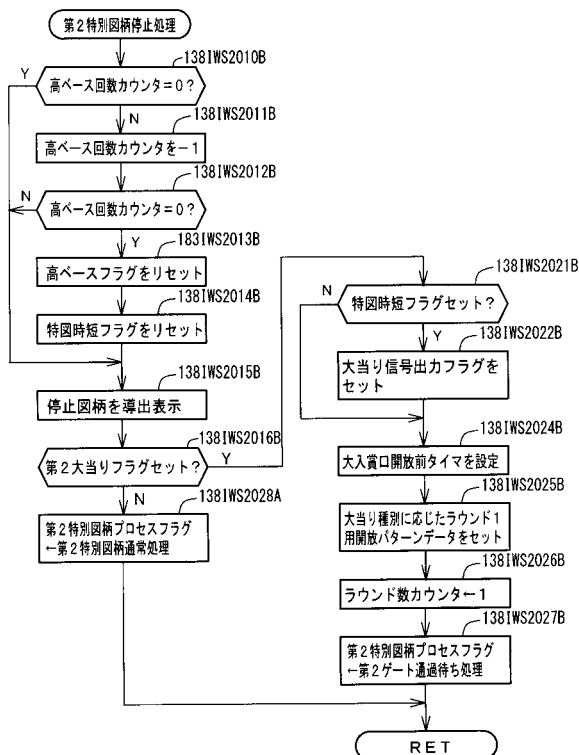 第２特別図柄停止処理
138IWS2010B
Y
高ベース回数カウンタ＝０？
N
138IWS2011B
高ベース回数カウンタを－１
138IWS2012B
N
高ベース回数カウンタ＝０？
Y
183IWS2013B
高ベースフラグをリセット
138IWS2014B
特図時短フラグをリセット
138IWS2015B
停止図柄を導出表示
138IWS2016B
第２大当りフラグセット？
Y
N
138IWS2028A
第２特別図柄プロセスフラグ
←第２特別図柄通常処理
138IWS2021B
N
特図時短フラグセット？
Y
138IWS2022B
大当り信号出力フラグを
セット
138IWS2024B
大入賞口開放前タイマを設定
138IWS2025B
大当り種別に応じたラウンド１
用開放パターンデータをセット
138IWS2026B
ラウンド数カウンタ←１
138IWS2027B
第２特別図柄プロセスフラグ
←第２ゲート通過待ち処理
ＲＥＴ